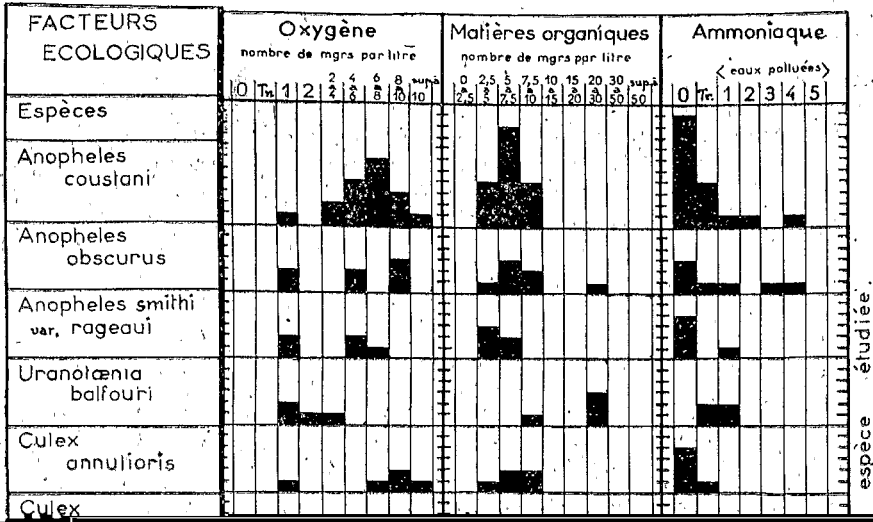 FACTEURS
ECOLOGIQUES
Oxygène
nombre de mgrs par litre
0 Tr. 1 2 2 à 4 4 à 6 6 à 8 8 à 10 sup. à 10
Matières organiques
nombre de mgrs par litre
0 à 2,5 2,5 à 5 5 à 7,5 7,5 à 10 10 à 15 15 à 20 20 à 30 30 à 50 sup. à 50
Ammoniaque
< eaux polluées >
0 Tr. 1 2 3 4 5
Espèces
Anopheles
coustani
Anopheles
obscurus
Anopheles smithi
var. rageaui
Uranotænia
balfouri
Culex
annulioris
Culex
espèce étudiée.